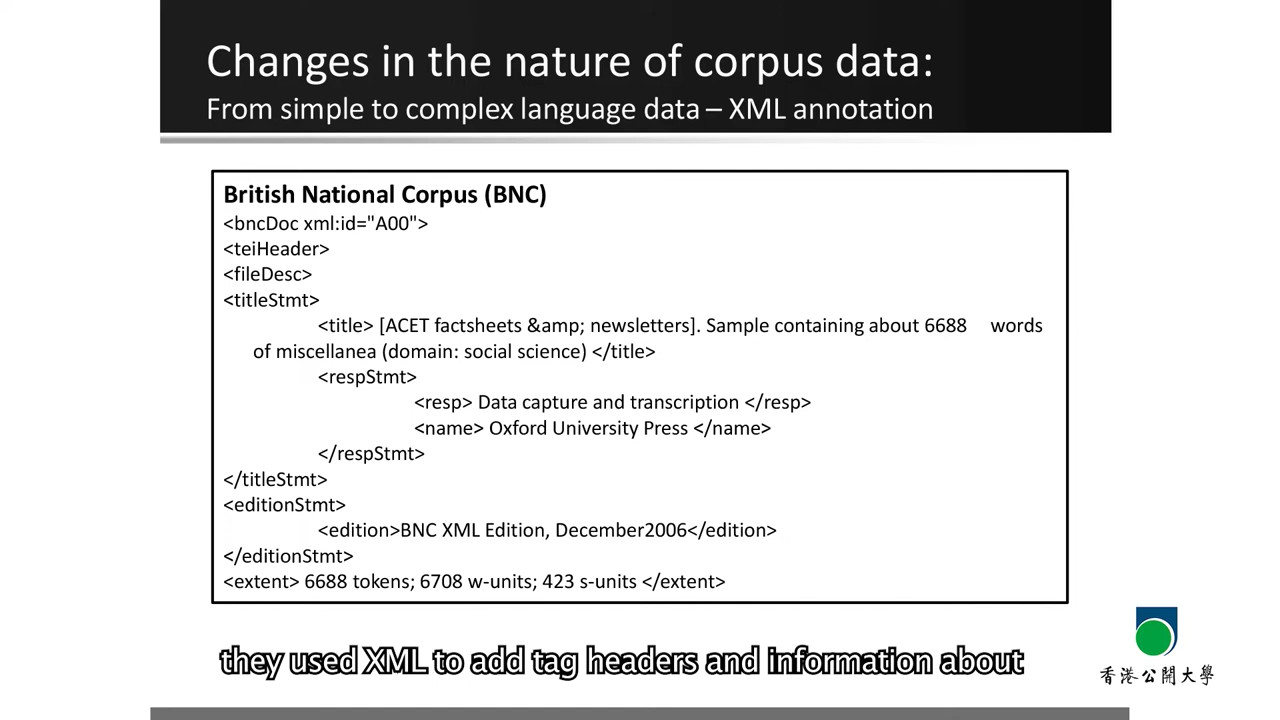 Changes in the nature of corpus data:
From simple to complex language data – XML annotation
British National Corpus (BNC)
<bncDoc xml:id="A00">
<teiHeader>
<fileDesc>
<titleStmt>
<title> [ACET factsheets &amp; newsletters]. Sample containing about 6688 words
of miscellanea (domain: social science) </title>
<respStmt>
<resp> Data capture and transcription </resp>
<name> Oxford University Press </name>
</respStmt>
</titleStmt>
<editionStmt>
<edition>BNC XML Edition, December2006</edition>
</editionStmt>
<extent> 6688 tokens; 6708 w-units; 423 s-units </extent>
they used XML to add tag headers and information about
香港公開大學